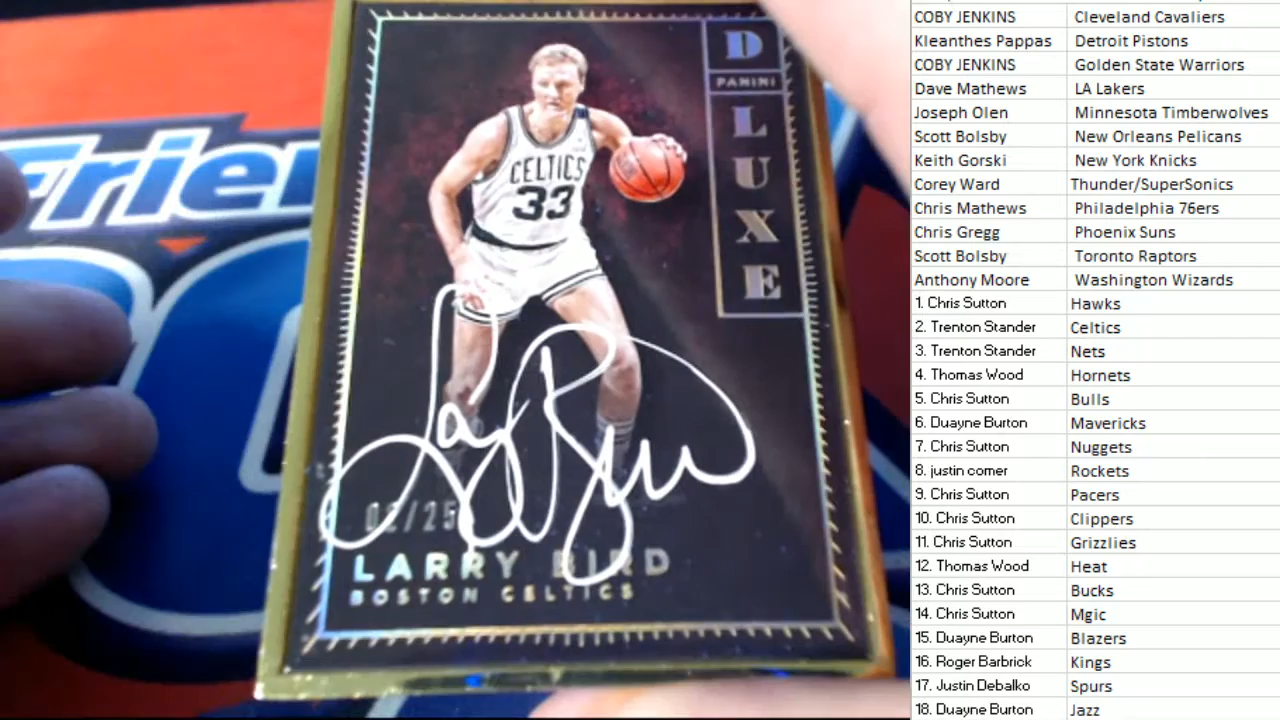 Frien
D
PANINI
L
U
X
E
CELTICS
33
Larry Bird
/25
LARRY BIRD
BOSTON CELTICS
COBY JENKINS Cleveland Cavaliers
Kleanthes Pappas Detroit Pistons
COBY JENKINS Golden State Warriors
Dave Mathews LA Lakers
Joseph Olen Minnesota Timberwolves
Scott Bolsby New Orleans Pelicans
Keith Gorski New York Knicks
Corey Ward Thunder/SuperSonics
Chris Mathews Philadelphia 76ers
Chris Gregg Phoenix Suns
Scott Bolsby Toronto Raptors
Anthony Moore Washington Wizards
1. Chris Sutton Hawks
2. Trenton Stander Celtics
3. Trenton Stander Nets
4. Thomas Wood Hornets
5. Chris Sutton Bulls
6. Duayne Burton Mavericks
7. Chris Sutton Nuggets
8. justin comer Rockets
9. Chris Sutton Pacers
10. Chris Sutton Clippers
11. Chris Sutton Grizzlies
12. Thomas Wood Heat
13. Chris Sutton Bucks
14. Chris Sutton Mgic
15. Duayne Burton Blazers
16. Roger Barbrick Kings
17. Justin Debalko Spurs
18. Duayne Burton Jazz